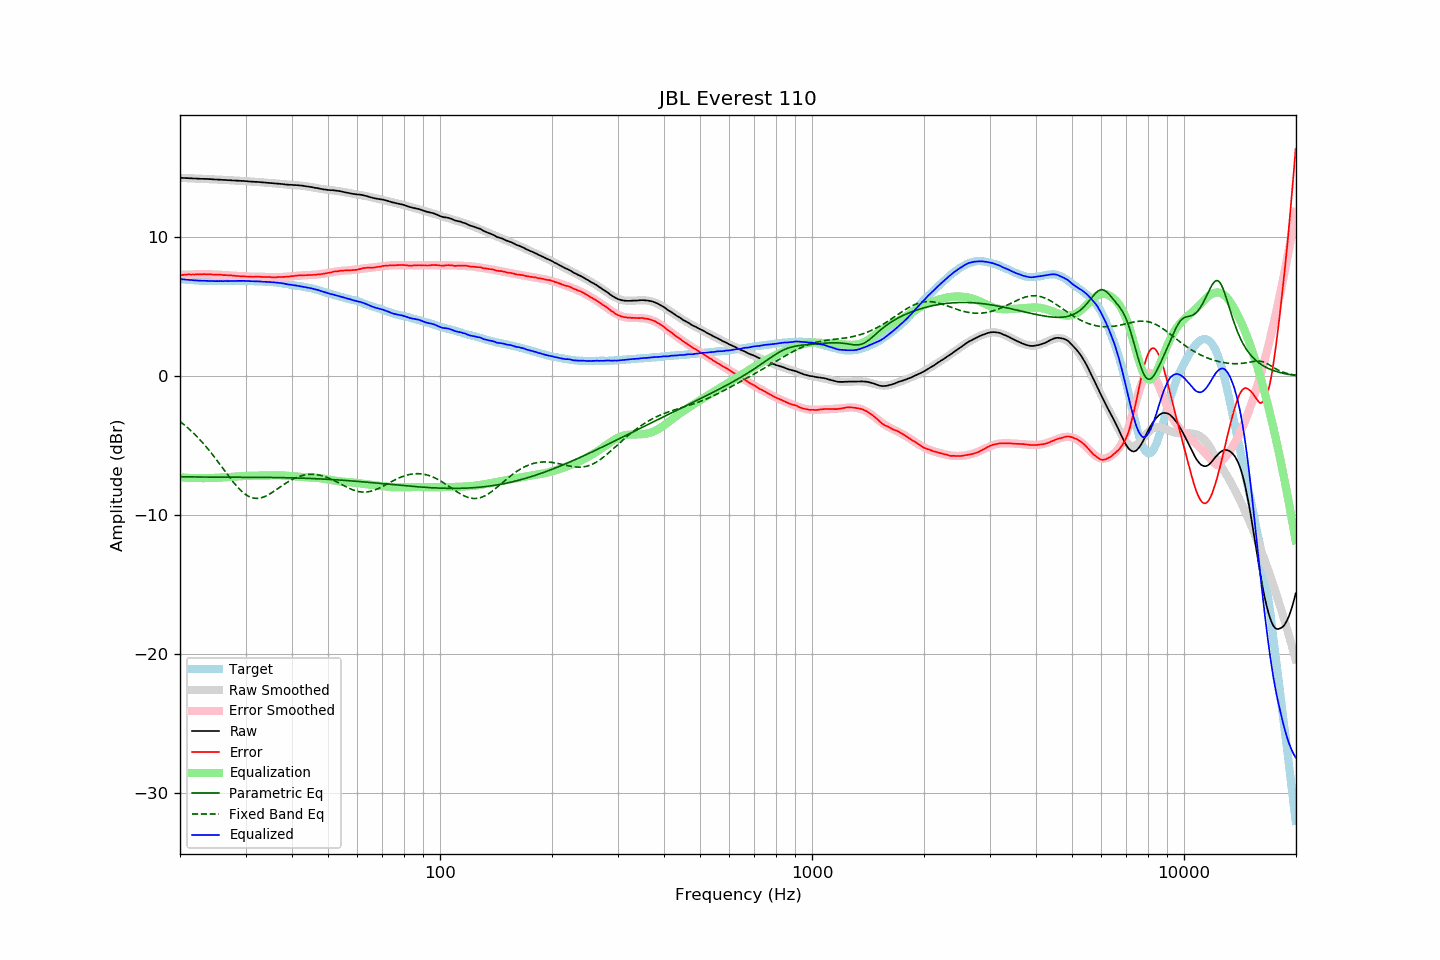 JBL Everest 110
Amplitude (dBr)
10
0
−10
−20
−30
Target
Raw Smoothed
Error Smoothed
Raw
Error
Equalization
Parametric Eq
Fixed Band Eq
Equalized
100
1000
10000
Frequency (Hz)